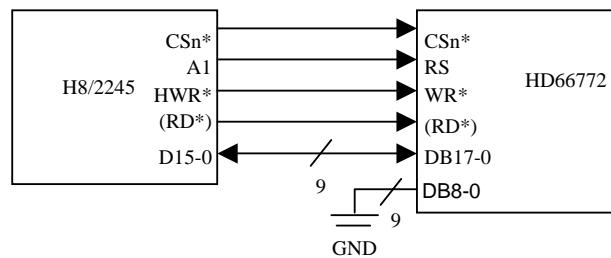 H8/2245
CSn*
A1
HWR*
(RD*)
D15-0
CSn*
RS
WR*
(RD*)
DB17-0
DB8-0
HD66772
9
9
GND